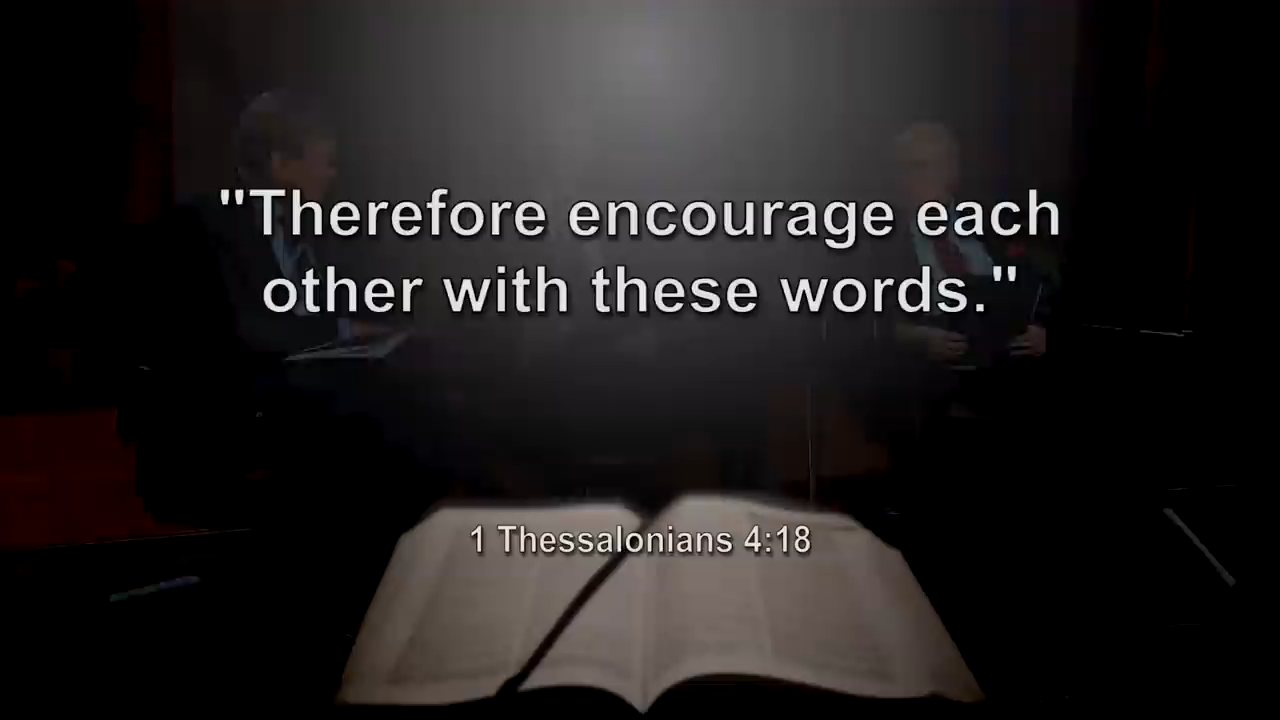 "Therefore encourage each
other with these words."
1 Thessalonians 4:18